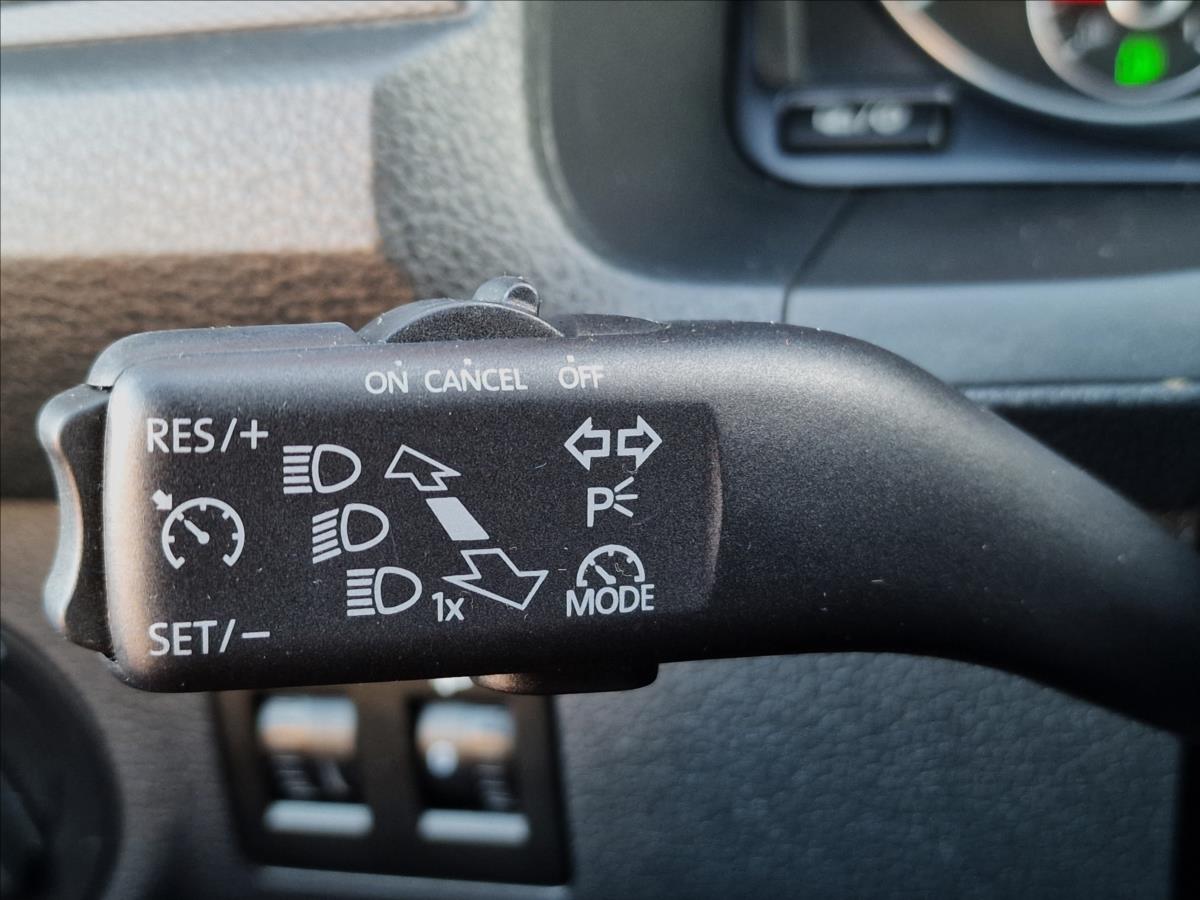 ON CANCEL OFF
RES/+
P
1x
MODE
SET/−